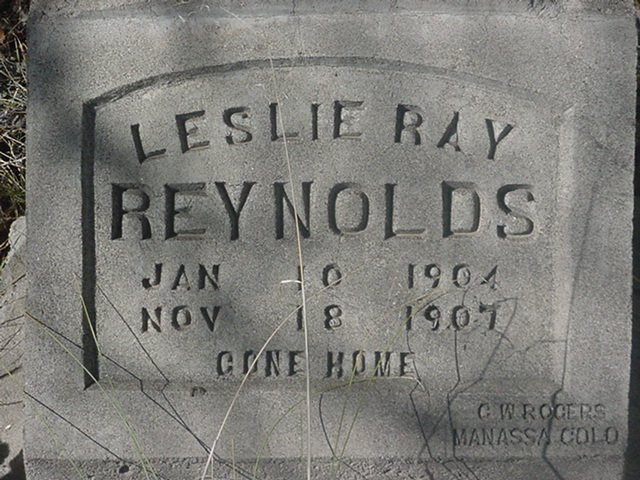 LESLIE RAY
REYNOLDS
JAN 10 1904
NOV 18 1907
GONE HOME
C W ROGERS
MANASSA COLO